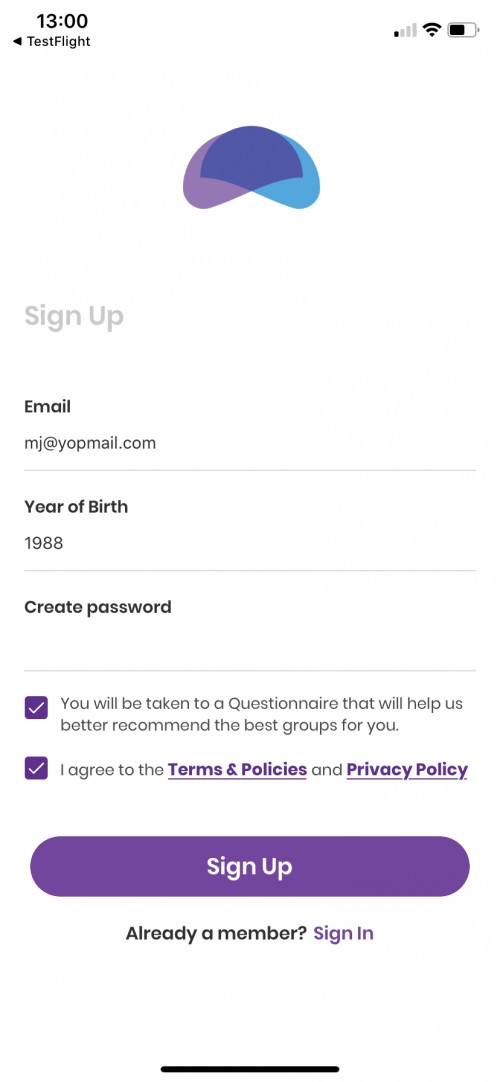 13:00
◀ TestFlight
Sign Up
Email
mj@yopmail.com
Year of Birth
1988
Create password
You will be taken to a Questionnaire that will help us
better recommend the best groups for you.
I agree to the Terms & Policies and Privacy Policy
Sign Up
Already a member? Sign In